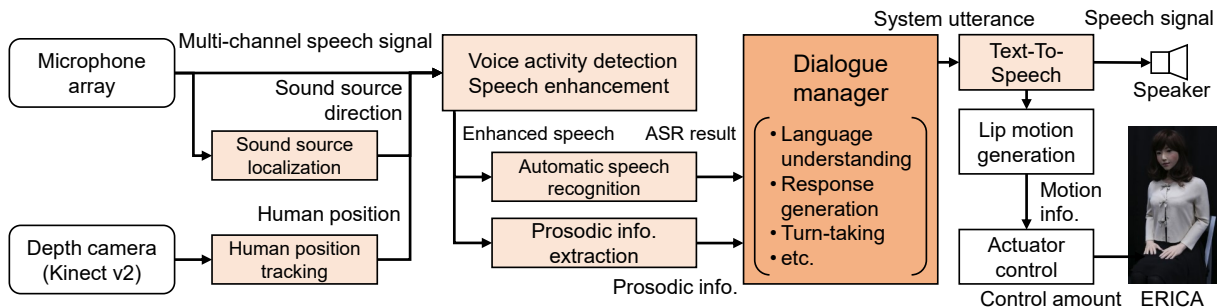 Microphone
array
Multi-channel speech signal
Sound source
direction
Sound source
localization
Human position
Depth camera
(Kinect v2)
Human position
tracking
Voice activity detection
Speech enhancement
Enhanced speech
ASR result
Automatic speech
recognition
Prosodic info.
extraction
Prosodic info.
Dialogue
manager
• Language
understanding
• Response
generation
• Turn-taking
• etc.
System utterance
Speech signal
Text-To-
Speech
Speaker
Lip motion
generation
Motion
info.
Actuator
control
Control amount
ERICA